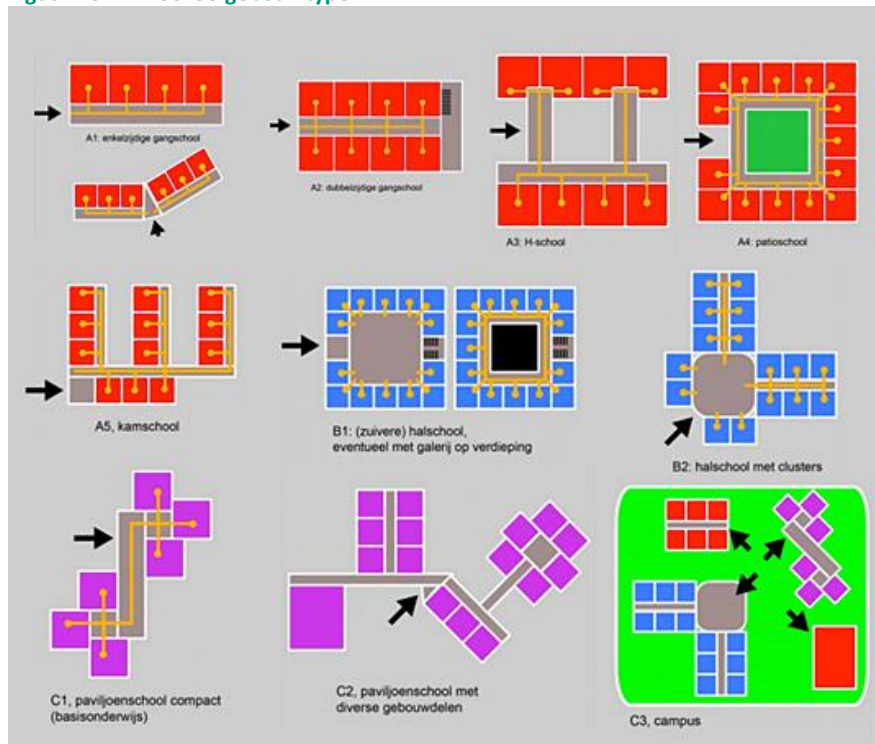 A1: enkelzijdige gangschool
A2: dubbelzijdige gangschool
A3: H-school
A4: patioschool
A5, kamschool
B1: (zuivere) halschool,
eventueel met galerij op verdieping
B2: halschool met clusters
C1, paviljoenschool compact
(basisonderwijs)
C2, paviljoenschool met
diverse gebouwdelen
C3, campus